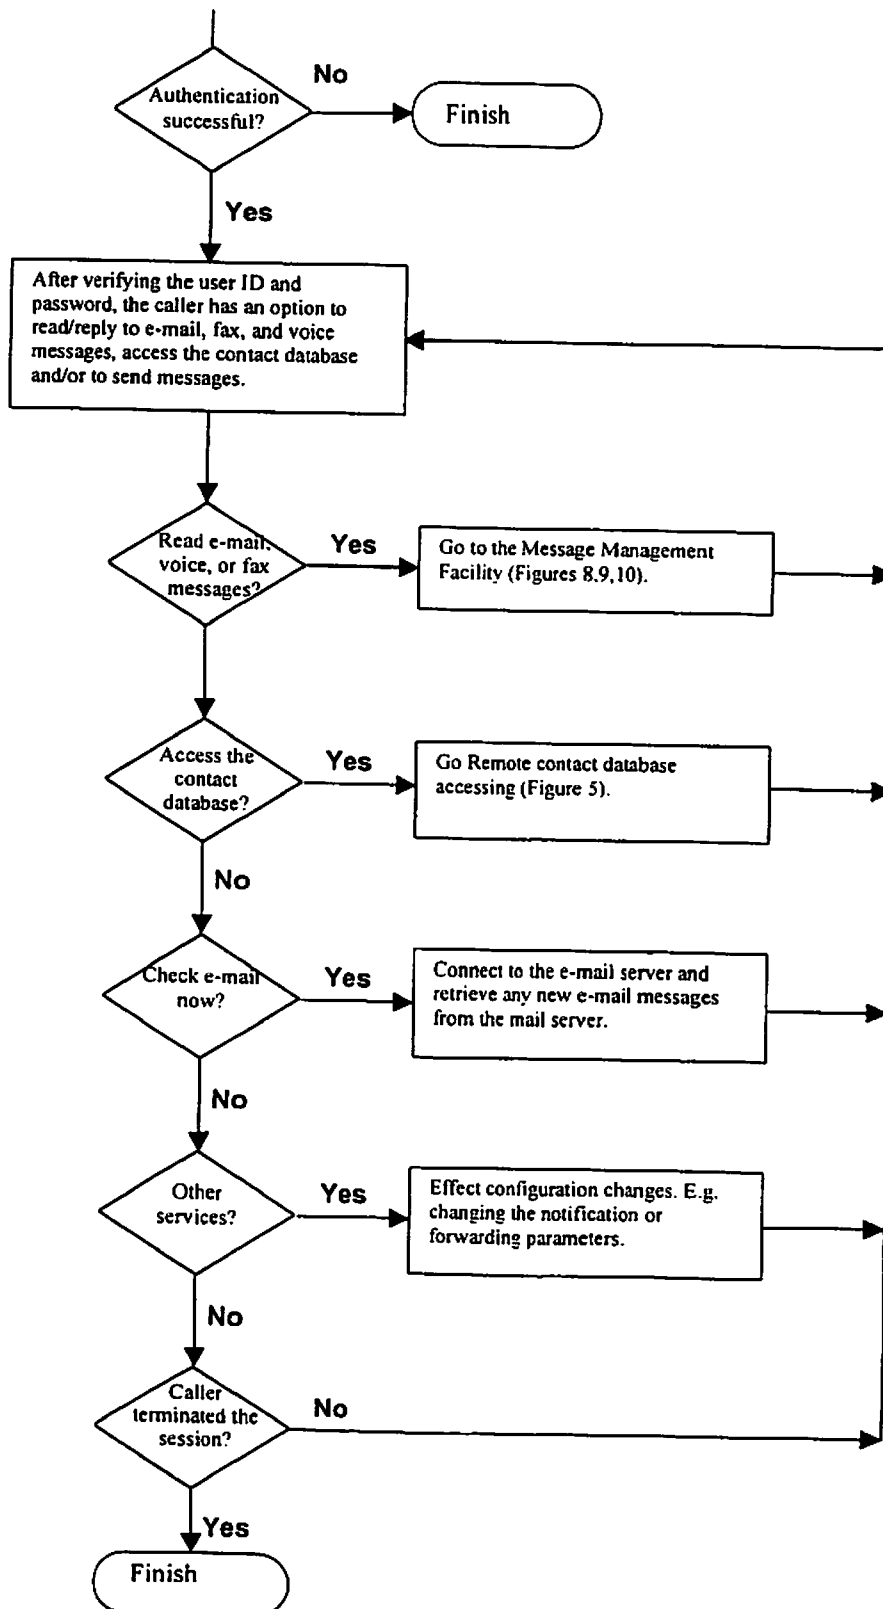 No
Authentication
successful?
Finish
Yes
After verifying the user ID and
password, the caller has an option to
read/reply to e-mail, fax, and voice
messages, access the contact database
and/or to send messages.
Read e-mail,
voice, or fax
messages?
Yes
Go to the Message Management
Facility (Figures 8.9,10).
Access the
contact
database?
Yes
Go Remote contact database
accessing (Figure 5).
No
Check e-mail
now?
Yes
Connect to the e-mail server and
retrieve any new e-mail messages
from the mail server.
No
Other
services?
Yes
Effect configuration changes. E.g.
changing the notification or
forwarding parameters.
No
Caller
terminated the
session?
No
Yes
Finish